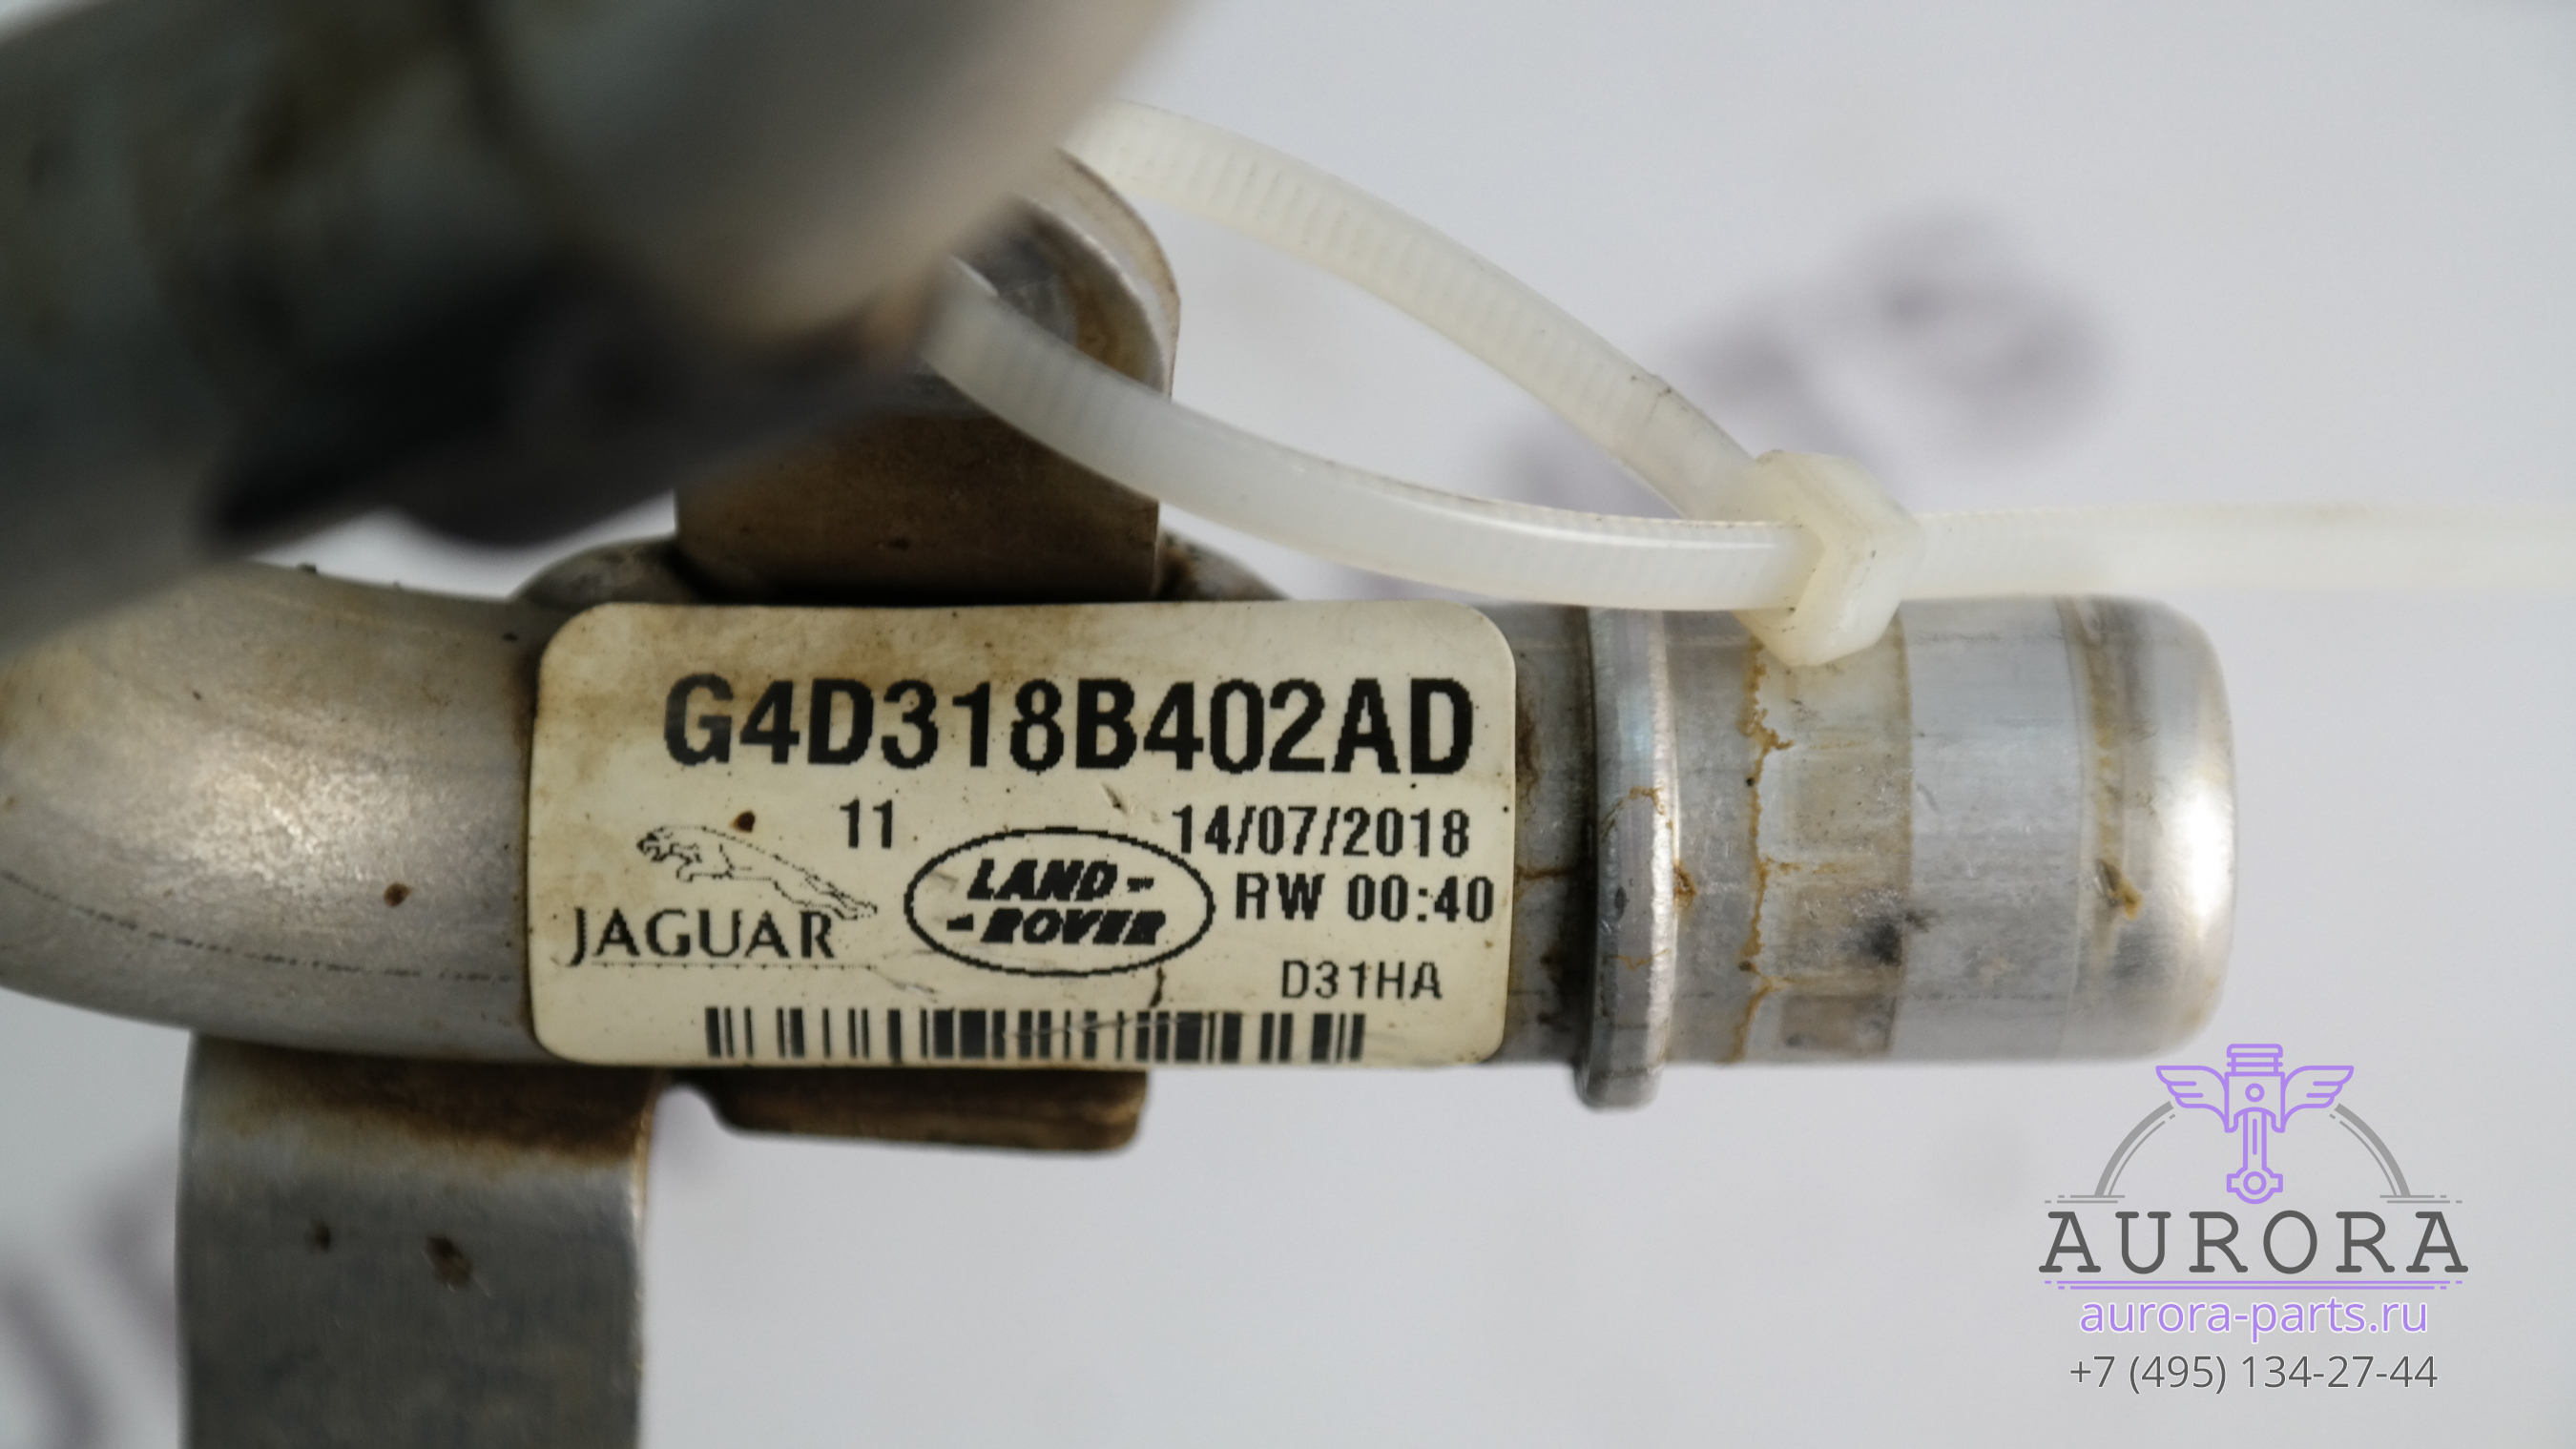 G4D318B402AD
11 14/07/2018
JAGUAR
LAND-
-ROVER
RW 00:40
D31HA
AURORA
aurora-parts.ru
+7 (495) 134-27-44